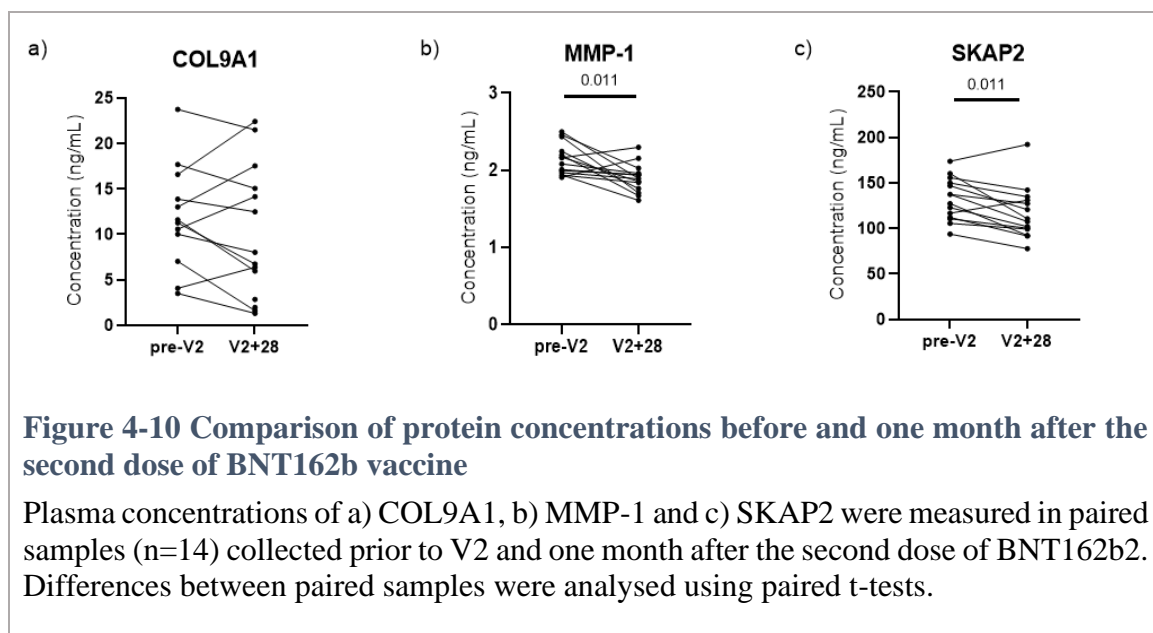 a)
COL9A1
Concentration (ng/mL)
25
20
15
10
5
0
pre-V2 V2+28
b)
MMP-1
0.011
Concentration (ng/mL)
3
2
1
0
pre-V2 V2+28
c)
SKAP2
0.011
Concentration (ng/mL)
250
200
150
100
50
0
pre-V2 V2+28
Figure 4-10 Comparison of protein concentrations before and one month after the
second dose of BNT162b vaccine
Plasma concentrations of a) COL9A1, b) MMP-1 and c) SKAP2 were measured in paired
samples (n=14) collected prior to V2 and one month after the second dose of BNT162b2.
Differences between paired samples were analysed using paired t-tests.